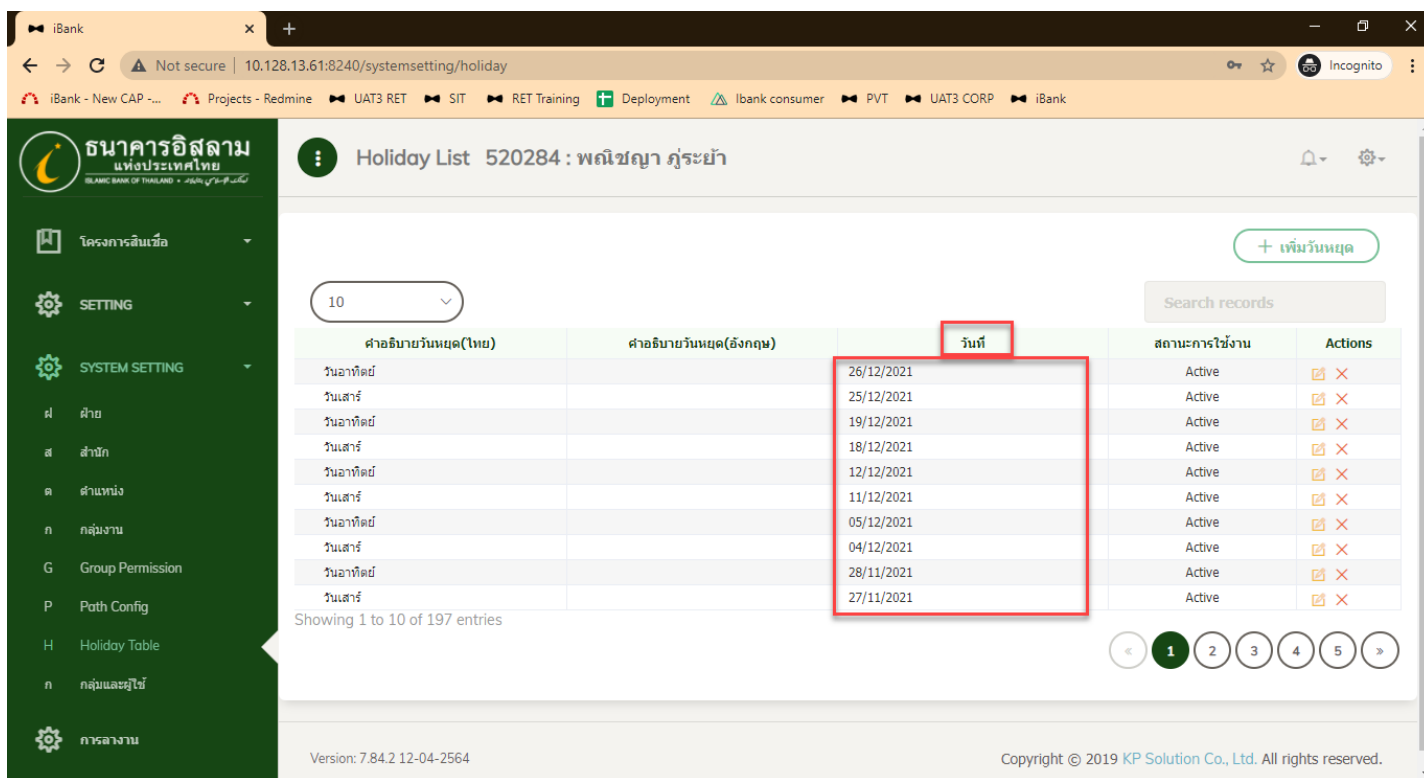 iBank
Not secure | 10.128.13.61:8240/systemsetting/holiday
Incognito
iBank - New CAP -... Projects - Redmine UAT3 RET SIT RET Training Deployment Ibank consumer PVT UAT3 CORP iBank
ธนาคารอิสลาม
แห่งประเทศไทย
ISLAMIC BANK OF THAILAND
Holiday List 520284 : พณิชญา ภู่ระย้า
โครงการสินเชื่อ
SETTING
SYSTEM SETTING
ฝ ฝ่าย
ส สำนัก
ต ตำแหน่ง
ก กลุ่มงาน
G Group Permission
P Path Config
H Holiday Table
ก กลุ่มและผู้ใช้
การลางาน
+ เพิ่มวันหยุด
10
Search records
คำอธิบายวันหยุด(ไทย) คำอธิบายวันหยุด(อังกฤษ) วันที่ สถานะการใช้งาน Actions
วันอาทิตย์ 26/12/2021 Active
วันเสาร์ 25/12/2021 Active
วันอาทิตย์ 19/12/2021 Active
วันเสาร์ 18/12/2021 Active
วันอาทิตย์ 12/12/2021 Active
วันเสาร์ 11/12/2021 Active
วันอาทิตย์ 05/12/2021 Active
วันเสาร์ 04/12/2021 Active
วันอาทิตย์ 28/11/2021 Active
วันเสาร์ 27/11/2021 Active
Showing 1 to 10 of 197 entries
« 1 2 3 4 5 »
Version: 7.84.2 12-04-2564
Copyright © 2019 KP Solution Co., Ltd. All rights reserved.